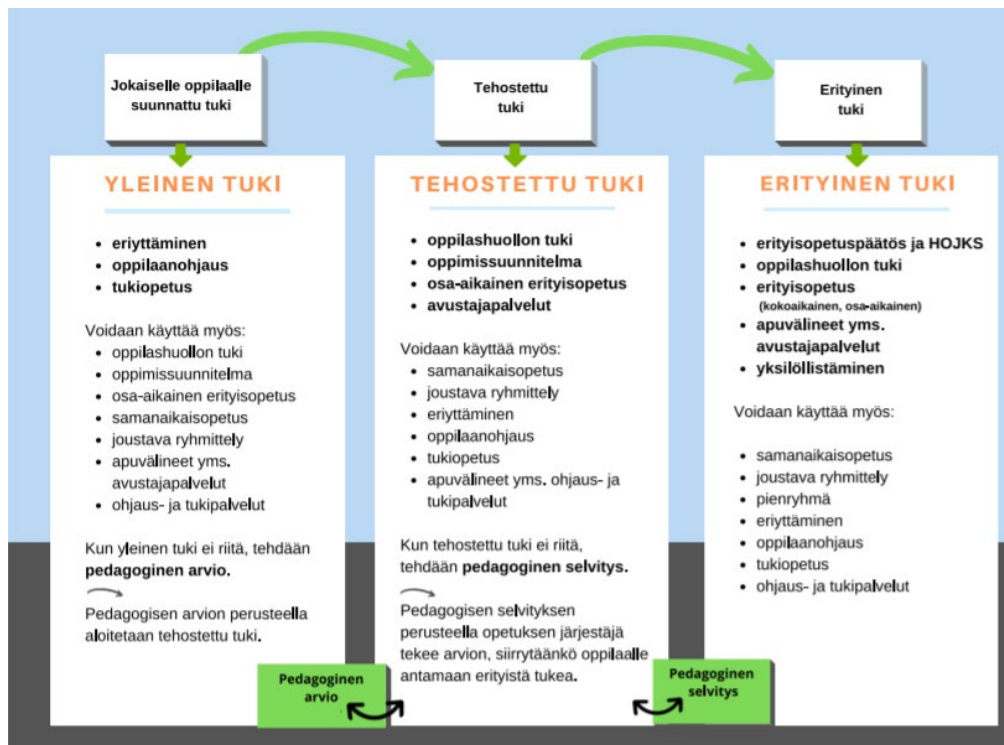 Jokaiselle oppilaalle
suunnattu tuki
Tehostettu
tuki
Erityinen
tuki
YLEINEN TUKI
• eriyttäminen
• oppilaanohjaus
• tukiopetus
Voidaan käyttää myös:
• oppilashuollon tuki
• oppimissuunnitelma
• osa-aikainen erityisopetus
• samanaikaisopetus
• joustava ryhmittely
• apuvälineet yms.
avustajapalvelut
• ohjaus- ja tukipalvelut
Kun yleinen tuki ei riitä, tehdään
pedagoginen arvio.
Pedagogisen arvion perusteella
aloitetaan tehostettu tuki.
TEHOSTETTU TUKI
• oppilashuollon tuki
• oppimissuunnitelma
• osa-aikainen erityisopetus
• avustajapalvelut
Voidaan käyttää myös:
• samanaikaisopetus
• joustava ryhmittely
• eriyttäminen
• oppilaanohjaus
• tukiopetus
• apuvälineet yms. ohjaus- ja
tukipalvelut
Kun tehostettu tuki ei riitä,
tehdään pedagoginen selvitys.
Pedagogisen selvityksen
perusteella opetuksen järjestäjä
tekee arvion, siirrytäänkö oppilaalle
antamaan erityistä tukea.
ERITYINEN TUKI
• erityisopetuspäätös ja HOJKS
• oppilashuollon tuki
• erityisopetus
(kokoaikainen, osa-aikainen)
• apuvälineet yms.
avustajapalvelut
• yksilöllistäminen
Voidaan käyttää myös:
• samanaikaisopetus
• joustava ryhmittely
• pienryhmä
• eriyttäminen
• oppilaanohjaus
• tukiopetus
• ohjaus- ja tukipalvelut
Pedagoginen
arvio
Pedagoginen
selvitys